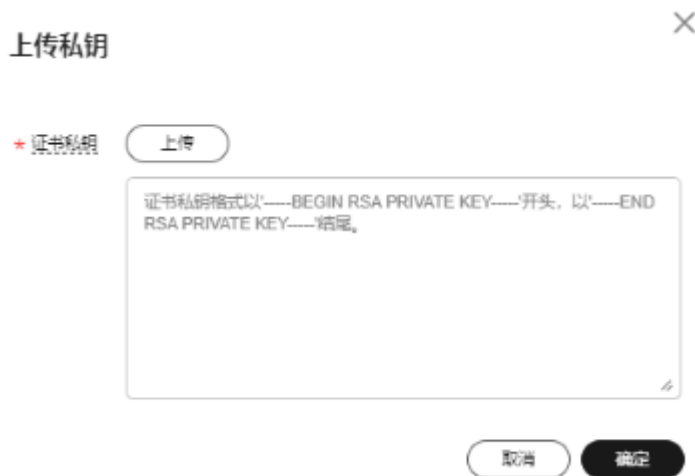 上传私钥
* 证书私钥
上传
证书私钥格式以'-----BEGIN RSA PRIVATE KEY-----'开头，以'-----END
RSA PRIVATE KEY-----'结尾。
取消
确定